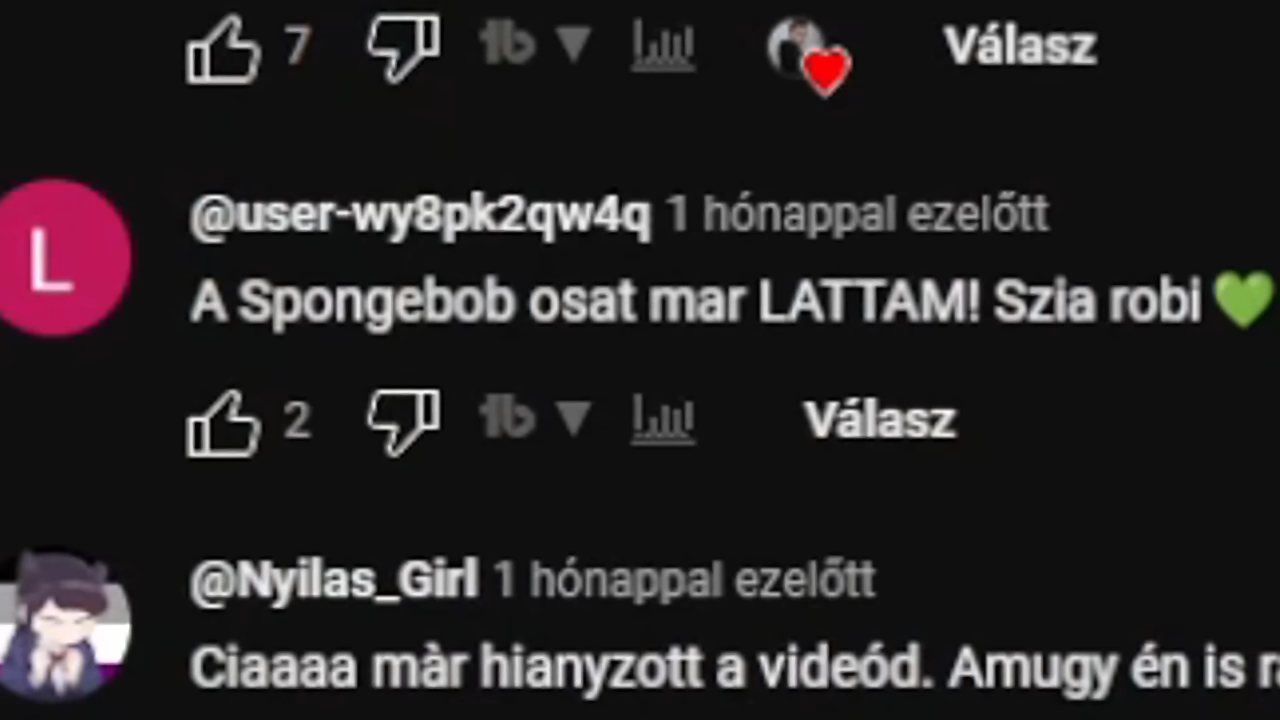 7 Válasz
L
@user-wy8pk2qw4q 1 hónappal ezelőtt
A Spongebob osat mar LATTAM! Szia robi 💚
2 Válasz
@Nyilas_Girl 1 hónappal ezelőtt
Ciaaaa màr hianyzott a videód. Amugy én is